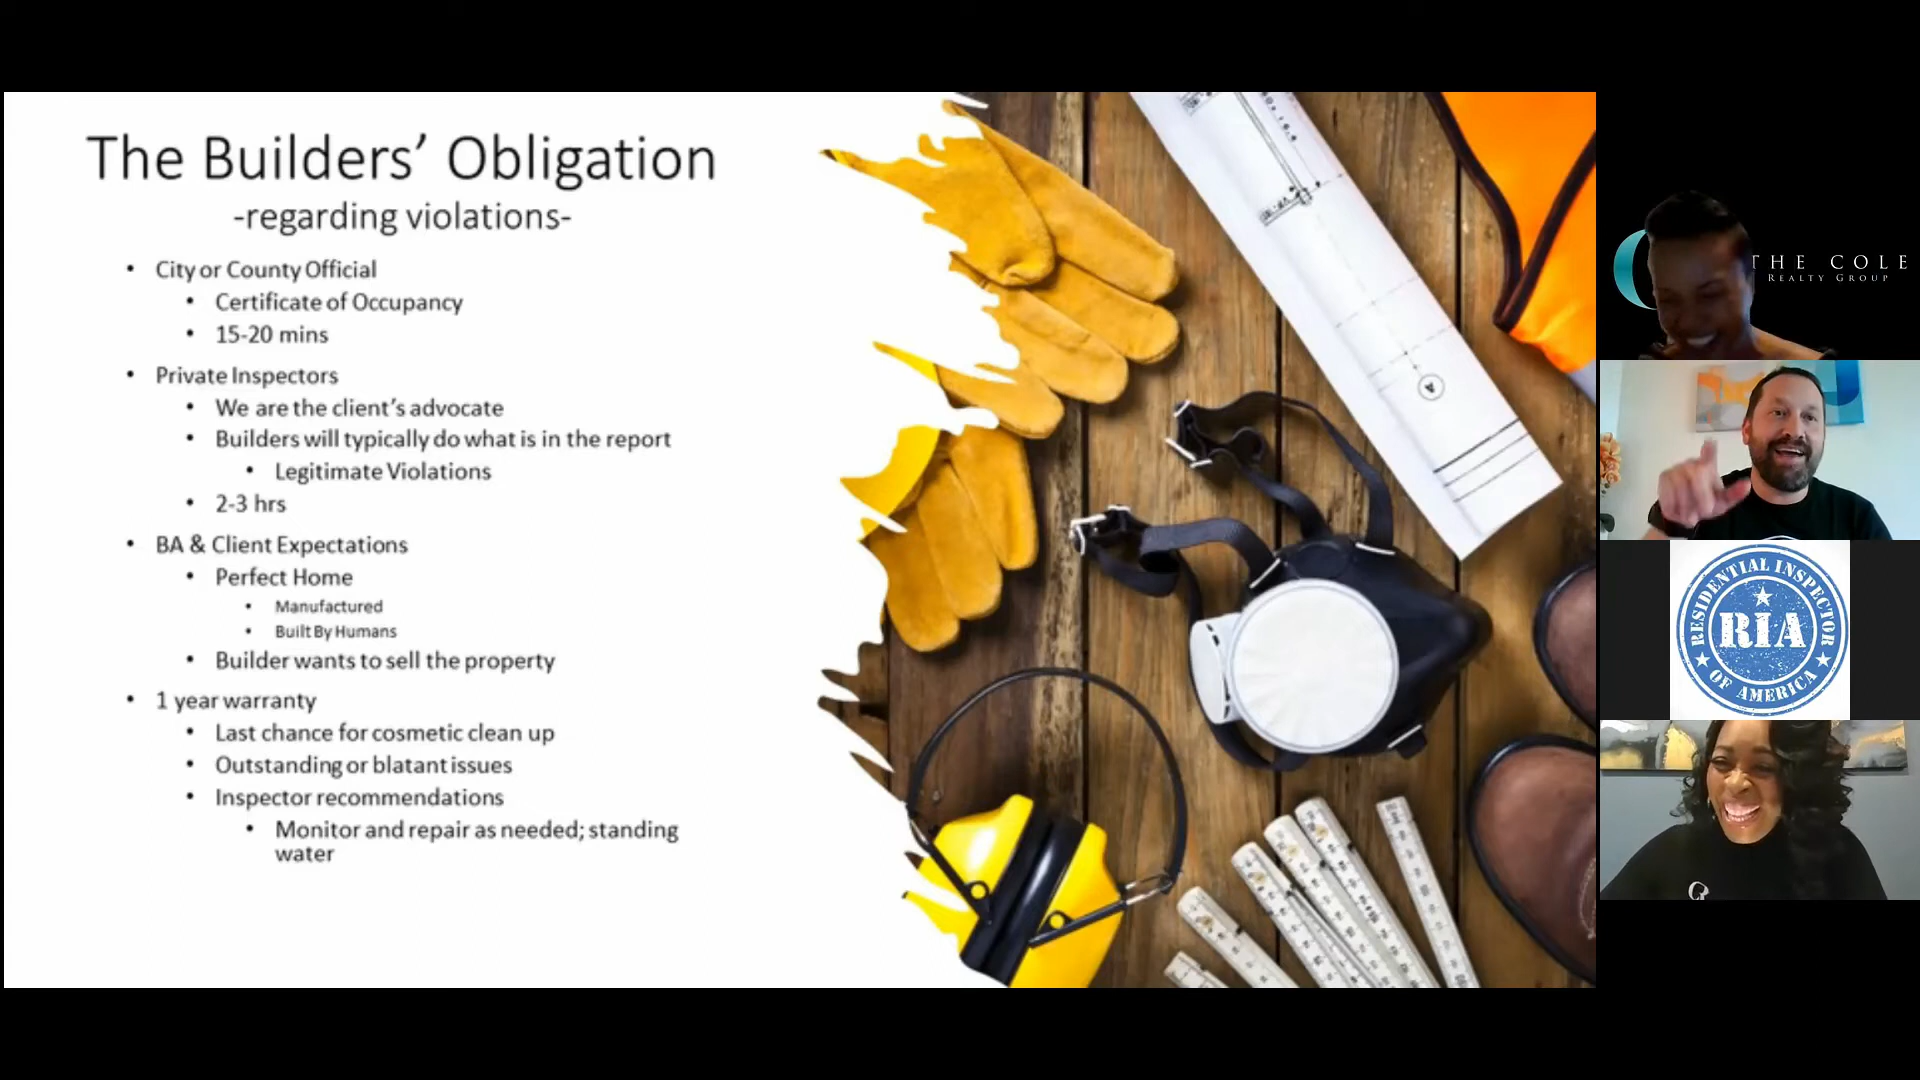 The Builders’ Obligation
-regarding violations-
• City or County Official
• Certificate of Occupancy
• 15-20 mins
• Private Inspectors
• We are the client’s advocate
• Builders will typically do what is in the report
• Legitimate Violations
• 2-3 hrs
• BA & Client Expectations
• Perfect Home
• Manufactured
• Built By Humans
• Builder wants to sell the property
• 1 year warranty
• Last chance for cosmetic clean up
• Outstanding or blatant issues
• Inspector recommendations
• Monitor and repair as needed; standing
water
A
THE COLE
REALTY GROUP
RESIDENTIAL INSPECTOR
RIA
OF AMERICA